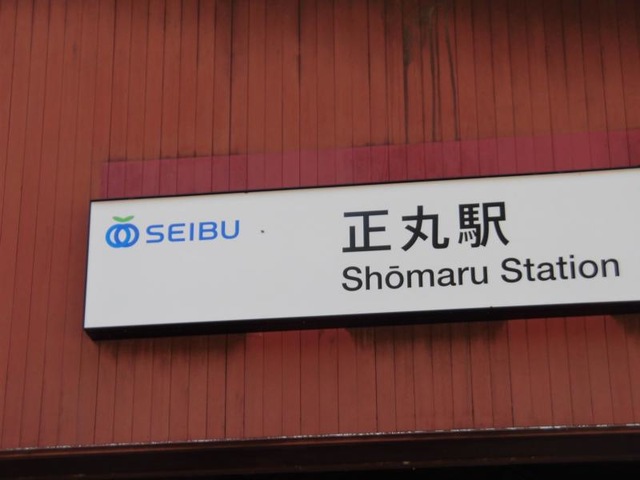 SEIBU
正丸駅
Shōmaru Station